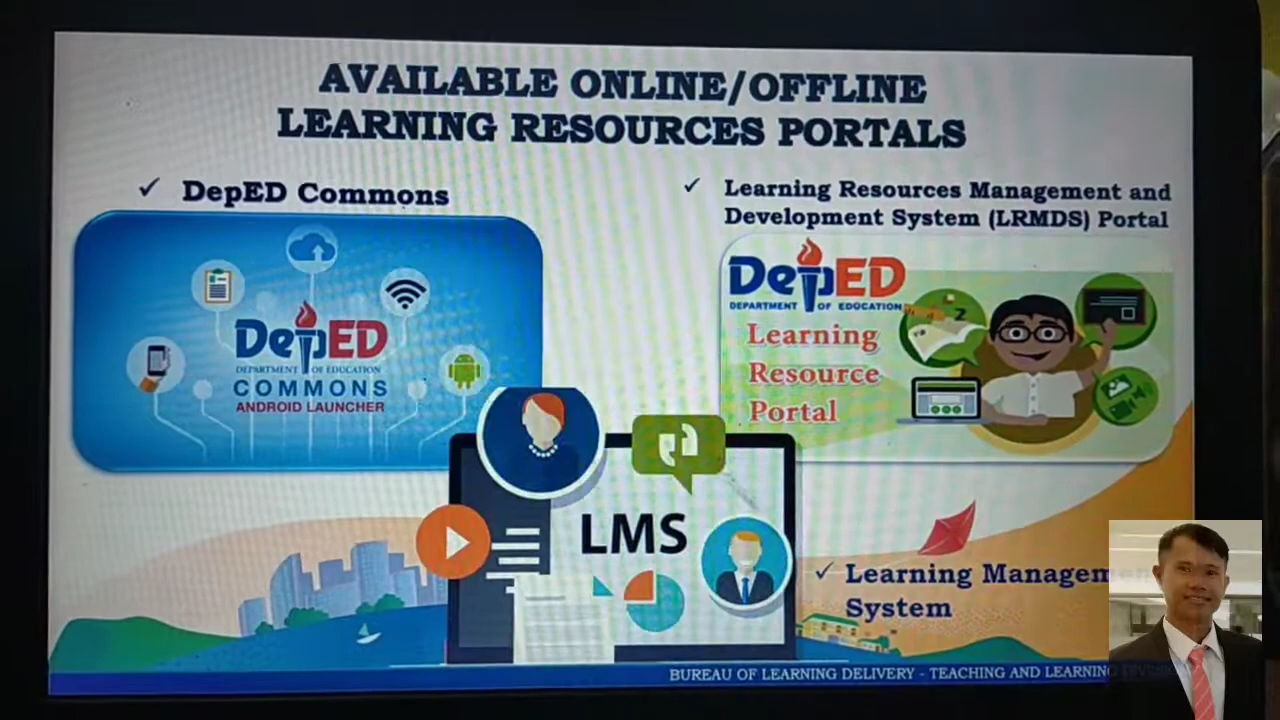 AVAILABLE ONLINE/OFFLINE
LEARNING RESOURCES PORTALS
✓ DepED Commons
DepED
DEPARTMENT OF EDUCATION
COMMONS
ANDROID LAUNCHER
✓ Learning Resources Management and
Development System (LRMDS) Portal
DepED
DEPARTMENT OF EDUCATION
Learning
Resource
Portal
2
LMS
✓ Learning
System
BUREAU OF LEARNING DELIVERY - TEACHING AND LEARNING